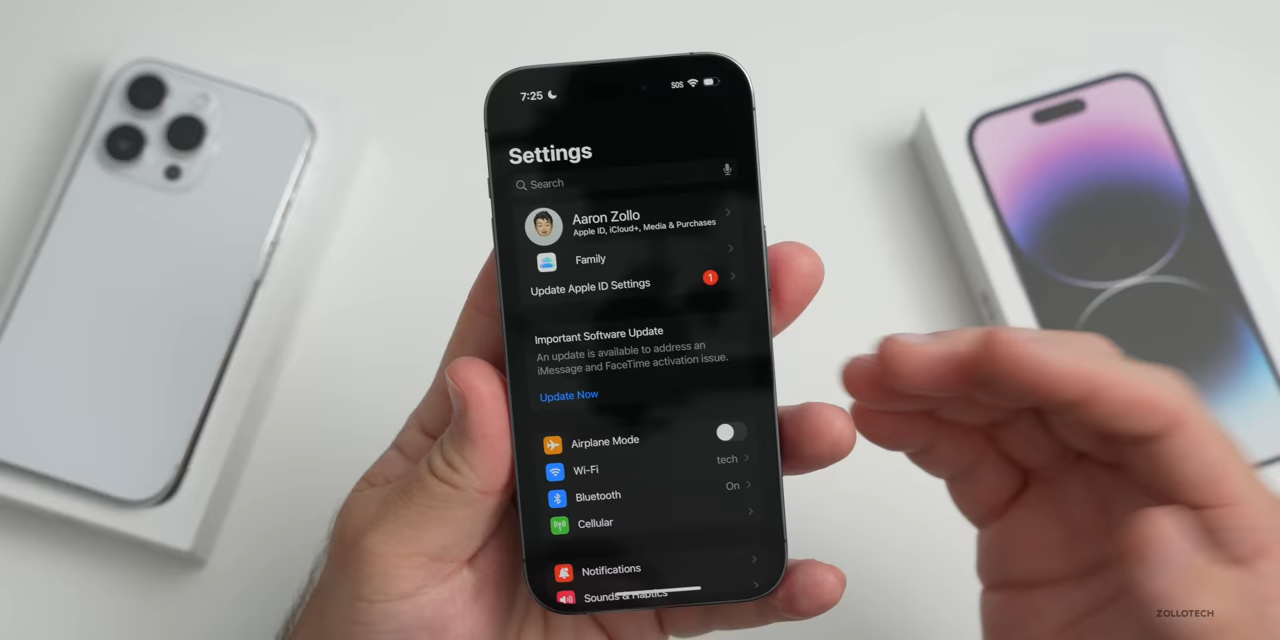 7:25
SOS
Settings
Search
Aaron Zollo
Apple ID, iCloud+, Media & Purchases
Family
Update Apple ID Settings
1
Important Software Update
An update is available to address an
iMessage and FaceTime activation issue.
Update Now
Airplane Mode
Wi-Fi
tech
Bluetooth
On
Cellular
Notifications
Sounds & Haptics
ZOLLOTECH